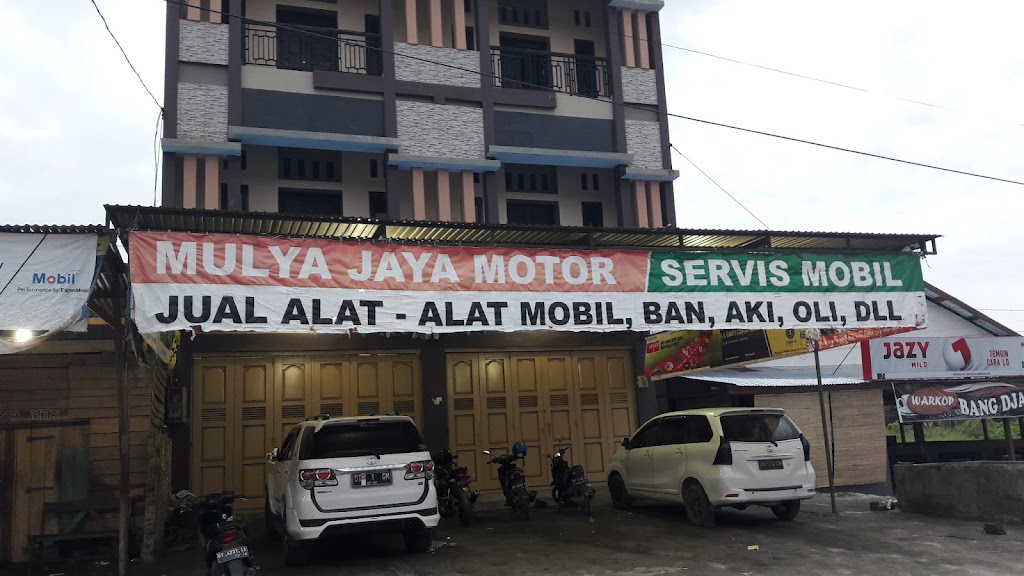 MULYA JAYA MOTOR
SERVIS MOBIL
JUAL ALAT - ALAT MOBIL, BAN, AKI, OLI, DLL
Mobil
JAZY
MILD
TEMUIN
CARA LO
WARKOP
BANG DJA